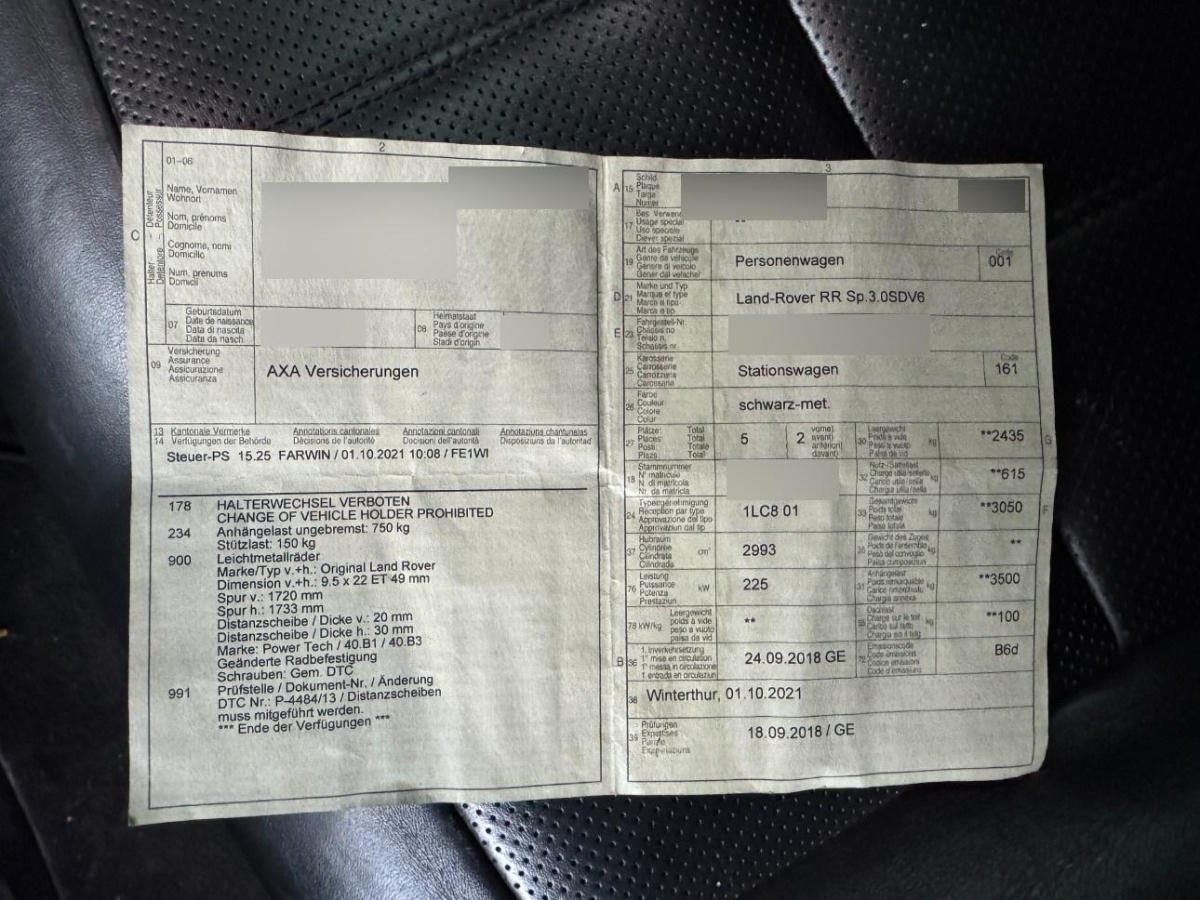 2
01-06
C
Halter - Détenteur
Detentore - Possessur
Name, Vornamen
Wohnort
Nom, prénoms
Domicile
Cognome, nomi
Domicilio
Num, prenums
Domicil
07
Geburtsdatum
Date de naissance
Data di nascita
Data da nasch.
08
Heimatstaat
Pays d'origine
Paese d'origine
Stadi d'origin
09
Versicherung
Assurance
Assicurazione
Assicuranza
AXA Versicherungen
13 Kantonale Vermerke Annotations cantonales Annotazioni cantonali Annotaziuns chantunalas
14 Verfügungen der Behörde Décisions de l'autorité Decisioni dell'autorità Disposiziuns da l'autoritad
Steuer-PS 15.25 FARWIN / 01.10.2021 10:08 / FE1WI
178 HALTERWECHSEL VERBOTEN
CHANGE OF VEHICLE HOLDER PROHIBITED
234 Anhängelast ungebremst: 750 kg
Stützlast: 150 kg
900 Leichtmetallräder
Marke/Typ v.+h.: Original Land Rover
Dimension v.+h.: 9.5 x 22 ET 49 mm
Spur v.: 1720 mm
Spur h.: 1733 mm
Distanzscheibe / Dicke v.: 20 mm
Distanzscheibe / Dicke h.: 30 mm
Marke: Power Tech / 40.B1 / 40.B3
Geänderte Radbefestigung
Schrauben: Gem. DTC
991 Prüfstelle / Dokument-Nr. / Änderung
DTC Nr.: P-4484/13 / Distanzscheiben
muss mitgeführt werden.
*** Ende der Verfügungen ***
3
A 15
Schild
Plaque
Targa
Numer
17
Bes. Verwend
Usage spécial
Uso speciale
Diever spezial
--
19
Art des Fahrzeugs
Genre de véhicule
Genere di veicolo
Gener dal vehichel
Personenwagen
Code
001
D 21
Marke und Typ
Marque et type
Marca e tipo
Marca e tip
Land-Rover RR Sp.3.0SDV6
E 23
Fahrgestell-Nr.
Châssis no
Telaio n.
Schassis nr.
25
Karosserie
Carrosserie
Carrozzeria
Carossaria
Stationswagen
Code
161
26
Farbe
Couleur
Colore
Colur
schwarz-met.
27
Plätze: Total
Places: Total
Posti: Totale
Plazs: Total
5
2
vorne)
avant)
anteriori)
davant)
30
Leergewicht
Poids à vide
Peso a vuoto
Paisa da vid
kg
**2435
G
18
Stammnummer
N° matricule
N. di matricola
Nr. da matricla
32
Nutz-/Sattellast
Charge utile/sellette
Carico utile/sella
Chargia utila/sella
kg
**615
24
Typengenehmigung
Réception par type
Approvazione del tipo
Approvaziun dal tip
1LC8 01
33
Gesamtgewicht
Poids total
Peso totale
Paisa totala
kg
**3050
F
37
Hubraum
Cylindrée
Cilindrata
Cilindrada
cm³
2993
35
Gewicht des Zuges
Poids de l'ensemble
Peso del convoglio
Paisa cumposiziun
kg
**
76
Leistung
Puissance
Potenza
Prestaziun
kW
225
31
Anhängelast
Poids remorquable
Carico rimorchiato
Chargia annexa
kg
**3500
78 kW/kg
Leergewicht
poids à vide
peso a vuoto
paisa da vid
**
55
Dachlast
Charge sur le toit
Carico sul tetto
Chargia sin il tetg
kg
**100
B 36
1. Inverkehrsetzung
1re mise en circulation
1a messa in circolazione
1. entrada en circulaziun
24.09.2018 GE
72
Emissionscode
Code émissions
Codice emissioni
Code d'emissiuns
B6d
38
Winterthur, 01.10.2021
39
Prüfungen
Expertises
Perizie
18.09.2018 / GE